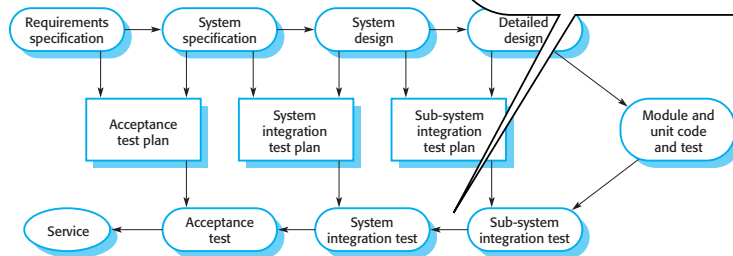 Requirements
specification
System
specification
System
design
Detailed
design
Acceptance
test plan
System
integration
test plan
Sub-system
integration
test plan
Module and
unit code
and test
Service
Acceptance
test
System
integration test
Sub-system
integration test